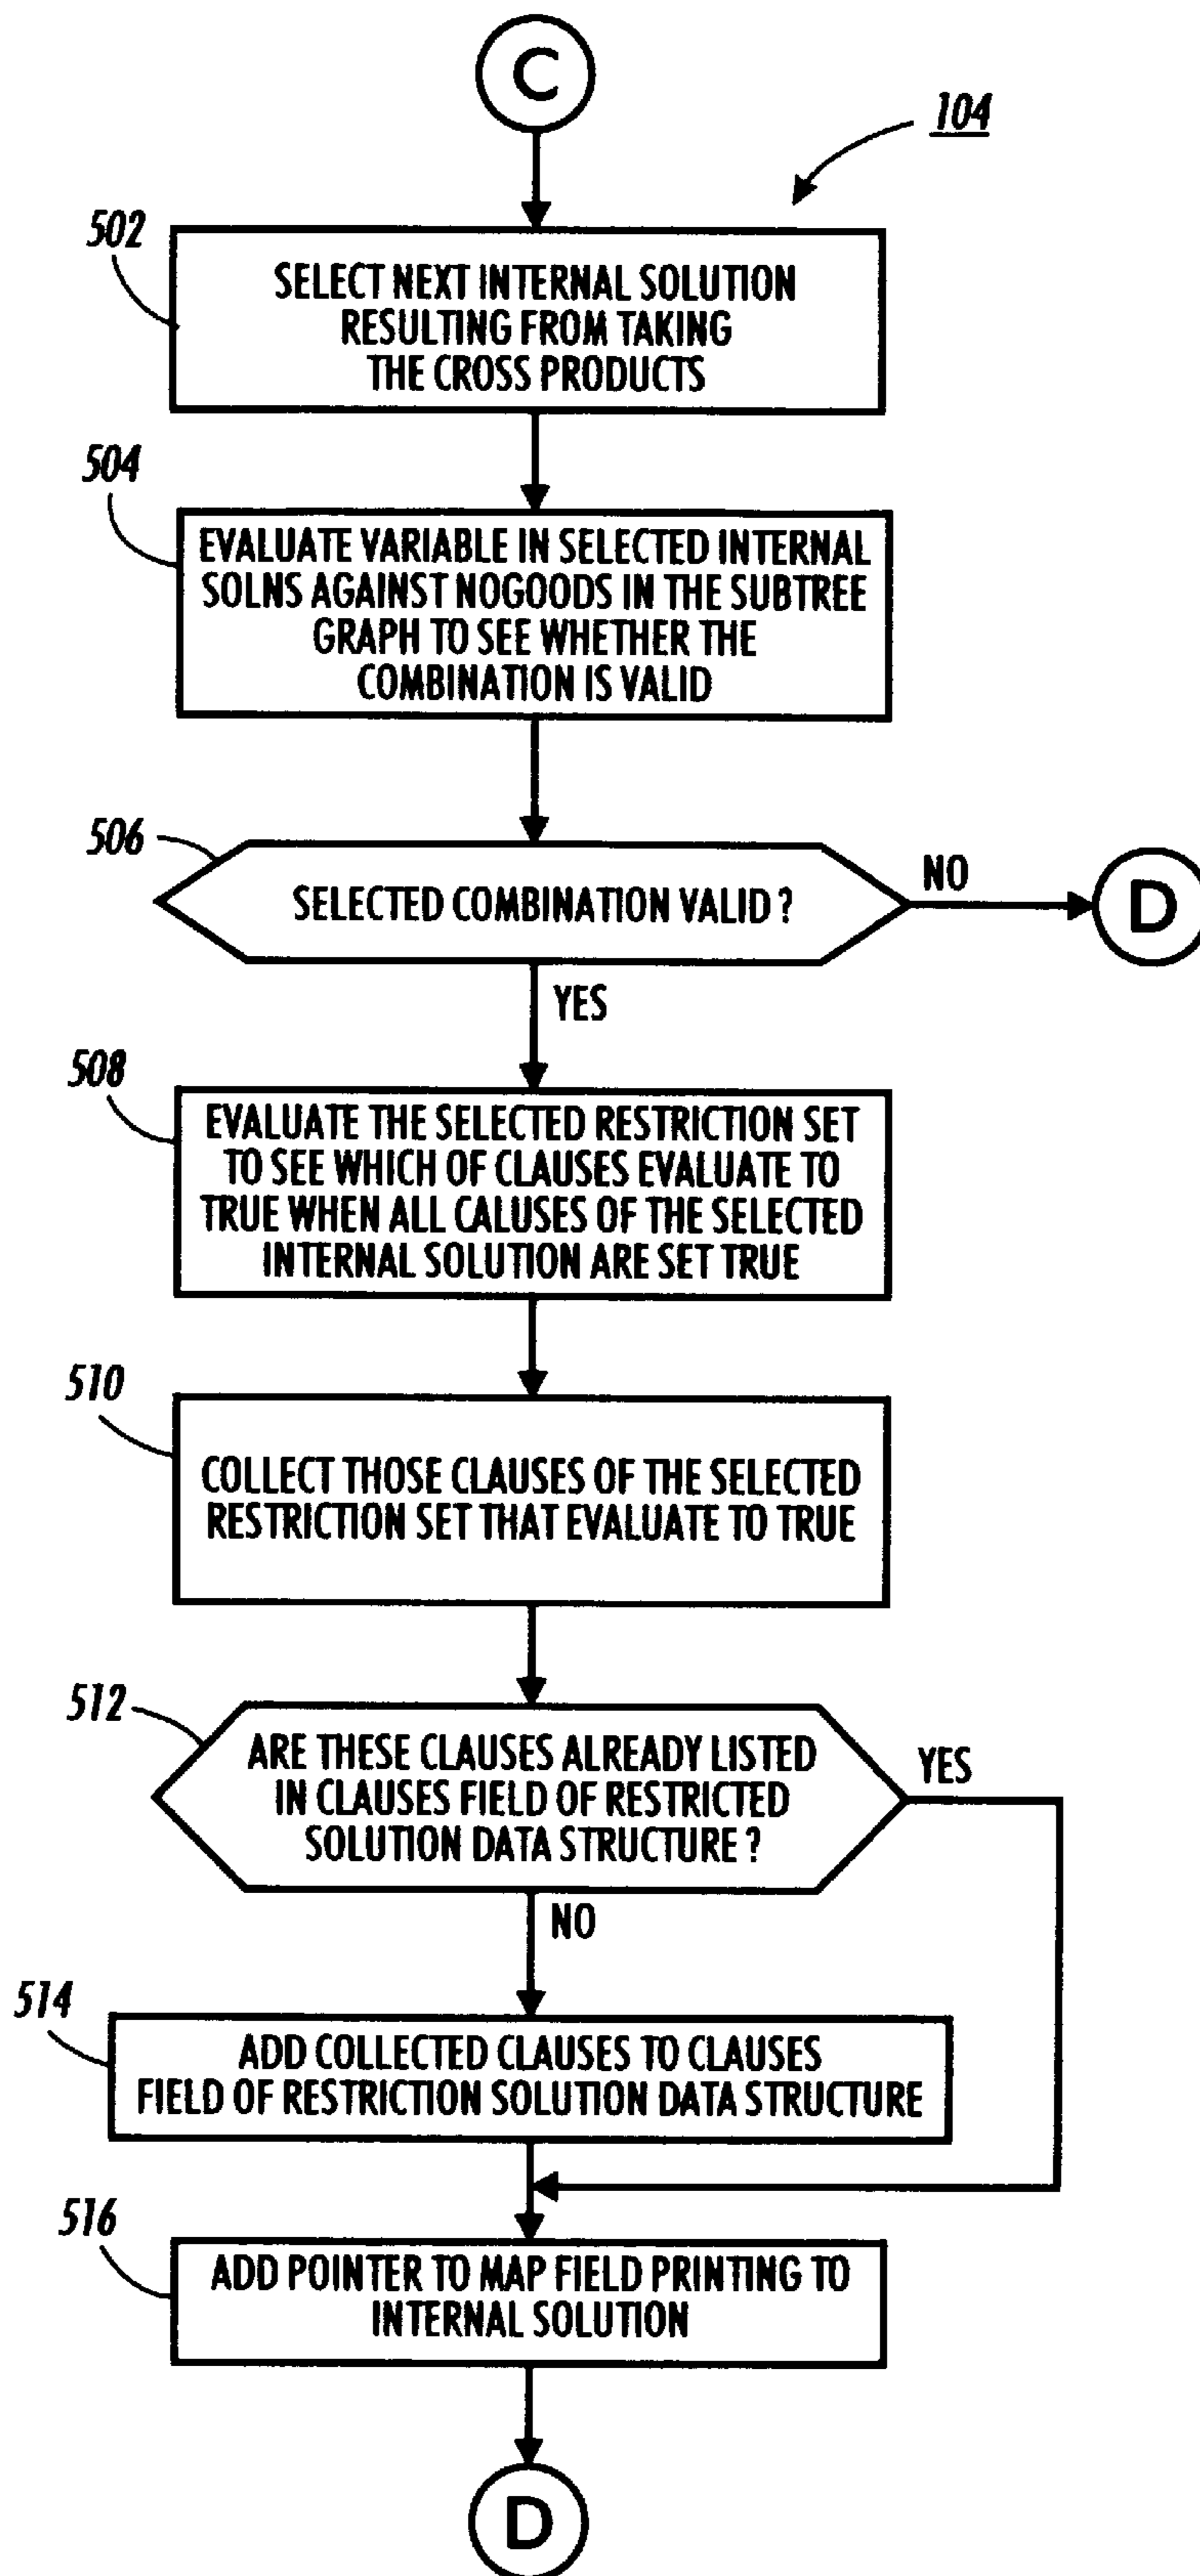 C
104
502
SELECT NEXT INTERNAL SOLUTION
RESULTING FROM TAKING
THE CROSS PRODUCTS
504
EVALUATE VARIABLE IN SELECTED INTERNAL
SOLNS AGAINST NOGOODS IN THE SUBTREE
GRAPH TO SEE WHETHER THE
COMBINATION IS VALID
506
SELECTED COMBINATION VALID ?
NO
D
YES
508
EVALUATE THE SELECTED RESTRICTION SET
TO SEE WHICH OF CLAUSES EVALUATE TO
TRUE WHEN ALL CALUSES OF THE SELECTED
INTERNAL SOLUTION ARE SET TRUE
510
COLLECT THOSE CLAUSES OF THE SELECTED
RESTRICTION SET THAT EVALUATE TO TRUE
512
ARE THESE CLAUSES ALREADY LISTED
IN CLAUSES FIELD OF RESTRICTED
SOLUTION DATA STRUCTURE ?
YES
NO
514
ADD COLLECTED CLAUSES TO CLAUSES
FIELD OF RESTRICTION SOLUTION DATA STRUCTURE
516
ADD POINTER TO MAP FIELD PRINTING TO
INTERNAL SOLUTION
D